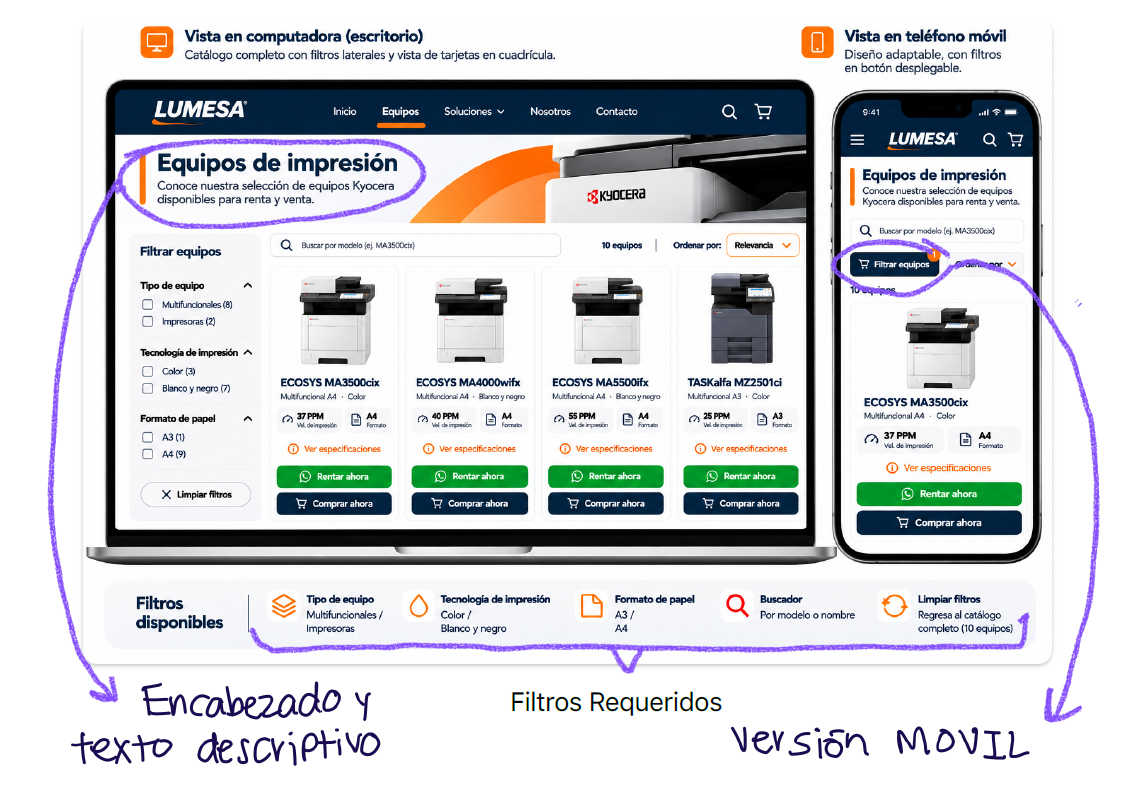 Vista en computadora (escritorio)
Catálogo completo con filtros laterales y vista de tarjetas en cuadrícula.
Vista en teléfono móvil
Diseño adaptable, con filtros
en botón desplegable.
LUMESA
Inicio Equipos Soluciones Nosotros Contacto
Equipos de impresión
Conoce nuestra selección de equipos Kyocera
disponibles para renta y venta.
KYOCERA
Filtrar equipos
Tipo de equipo
Multifuncionales (8)
Impresoras (2)
Tecnología de impresión
Color (3)
Blanco y negro (7)
Formato de papel
A3 (1)
A4 (9)
Limpiar filtros
Buscar por modelo (ej. MA3500cix)
10 equipos
Ordenar por: Relevancia
ECOSYS MA3500cix
Multifuncional A4 · Color
37 PPM
Vel. de impresión
A4
Formato
Ver especificaciones
Rentar ahora
Comprar ahora
ECOSYS MA4000wifx
Multifuncional A4 · Blanco y negro
40 PPM
Vel. de impresión
A4
Formato
Ver especificaciones
Rentar ahora
Comprar ahora
ECOSYS MA5500ifx
Multifuncional A4 · Blanco y negro
55 PPM
Vel. de impresión
A4
Formato
Ver especificaciones
Rentar ahora
Comprar ahora
TASKalfa MZ2501ci
Multifuncional A3 · Color
25 PPM
Vel. de impresión
A3
Formato
Ver especificaciones
Rentar ahora
Comprar ahora
9:41
LUMESA
Equipos de impresión
Conoce nuestra selección de equipos
Kyocera disponibles para renta y venta.
Buscar por modelo (ej. MA3500cix)
Filtrar equipos 1
Ordenar por
10 equipos
ECOSYS MA3500cix
Multifuncional A4 · Color
37 PPM
Vel. de impresión
A4
Formato
Ver especificaciones
Rentar ahora
Comprar ahora
Filtros
disponibles
Tipo de equipo
Multifuncionales /
Impresoras
Tecnología de impresión
Color /
Blanco y negro
Formato de papel
A3 /
A4
Buscador
Por modelo o nombre
Limpiar filtros
Regresa al catálogo
completo (10 equipos)
Encabezado y
texto descriptivo
Filtros Requeridos
versión MOVIL